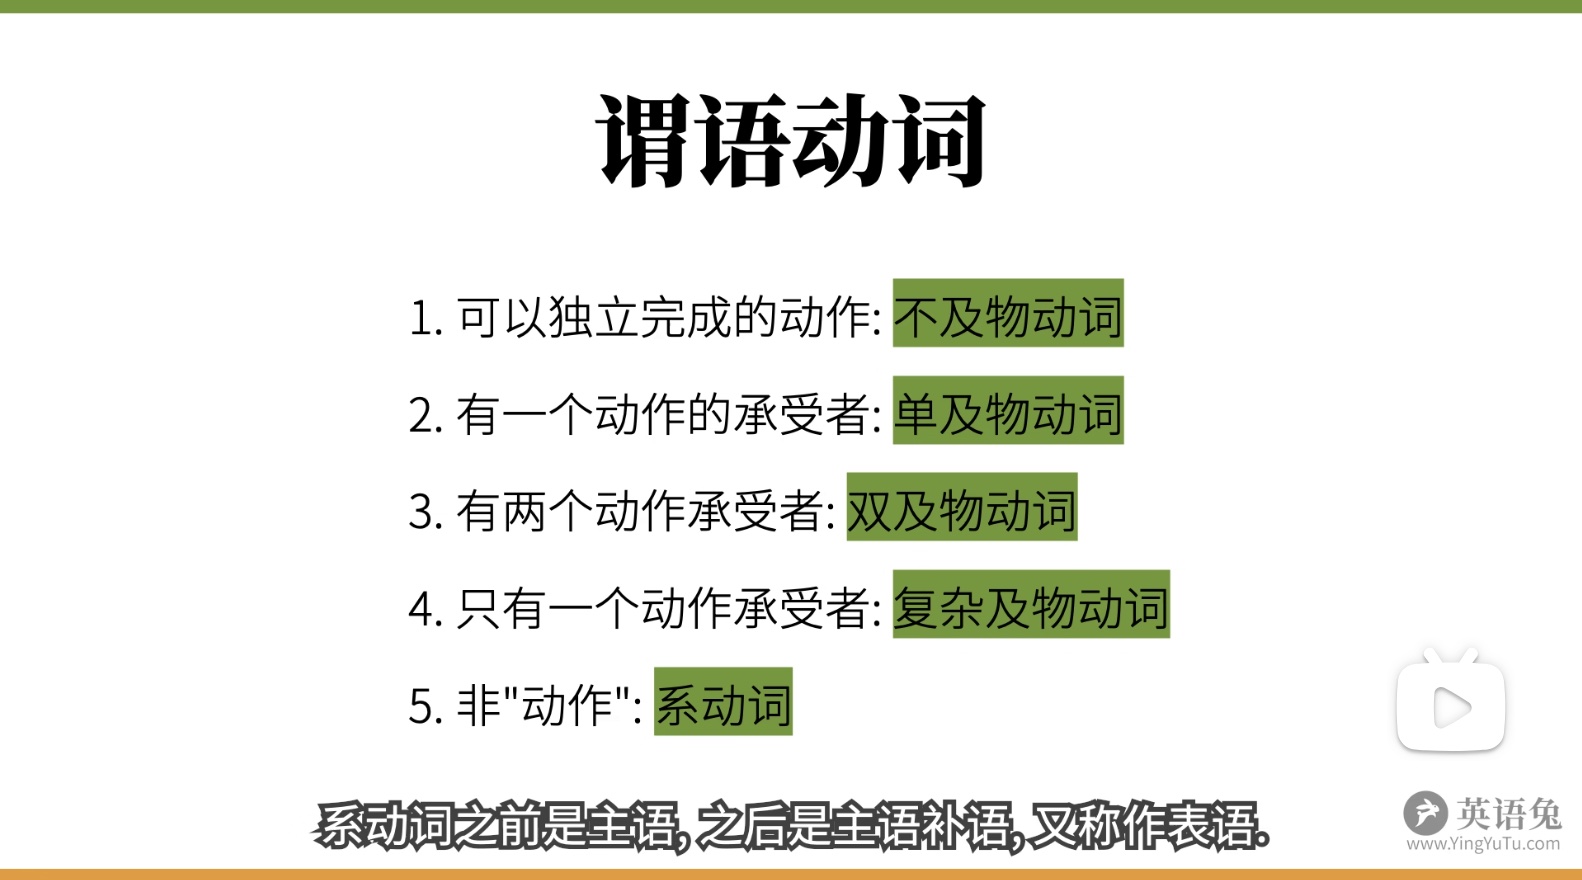 谓语动词
1. 可以独立完成的动作: 不及物动词
2. 有一个动作的承受者: 单及物动词
3. 有两个动作承受者: 双及物动词
4. 只有一个动作承受者: 复杂及物动词
5. 非"动作": 系动词
系动词之前是主语, 之后是主语补语, 又称作表语.
英语兔
www.YingYuTu.com